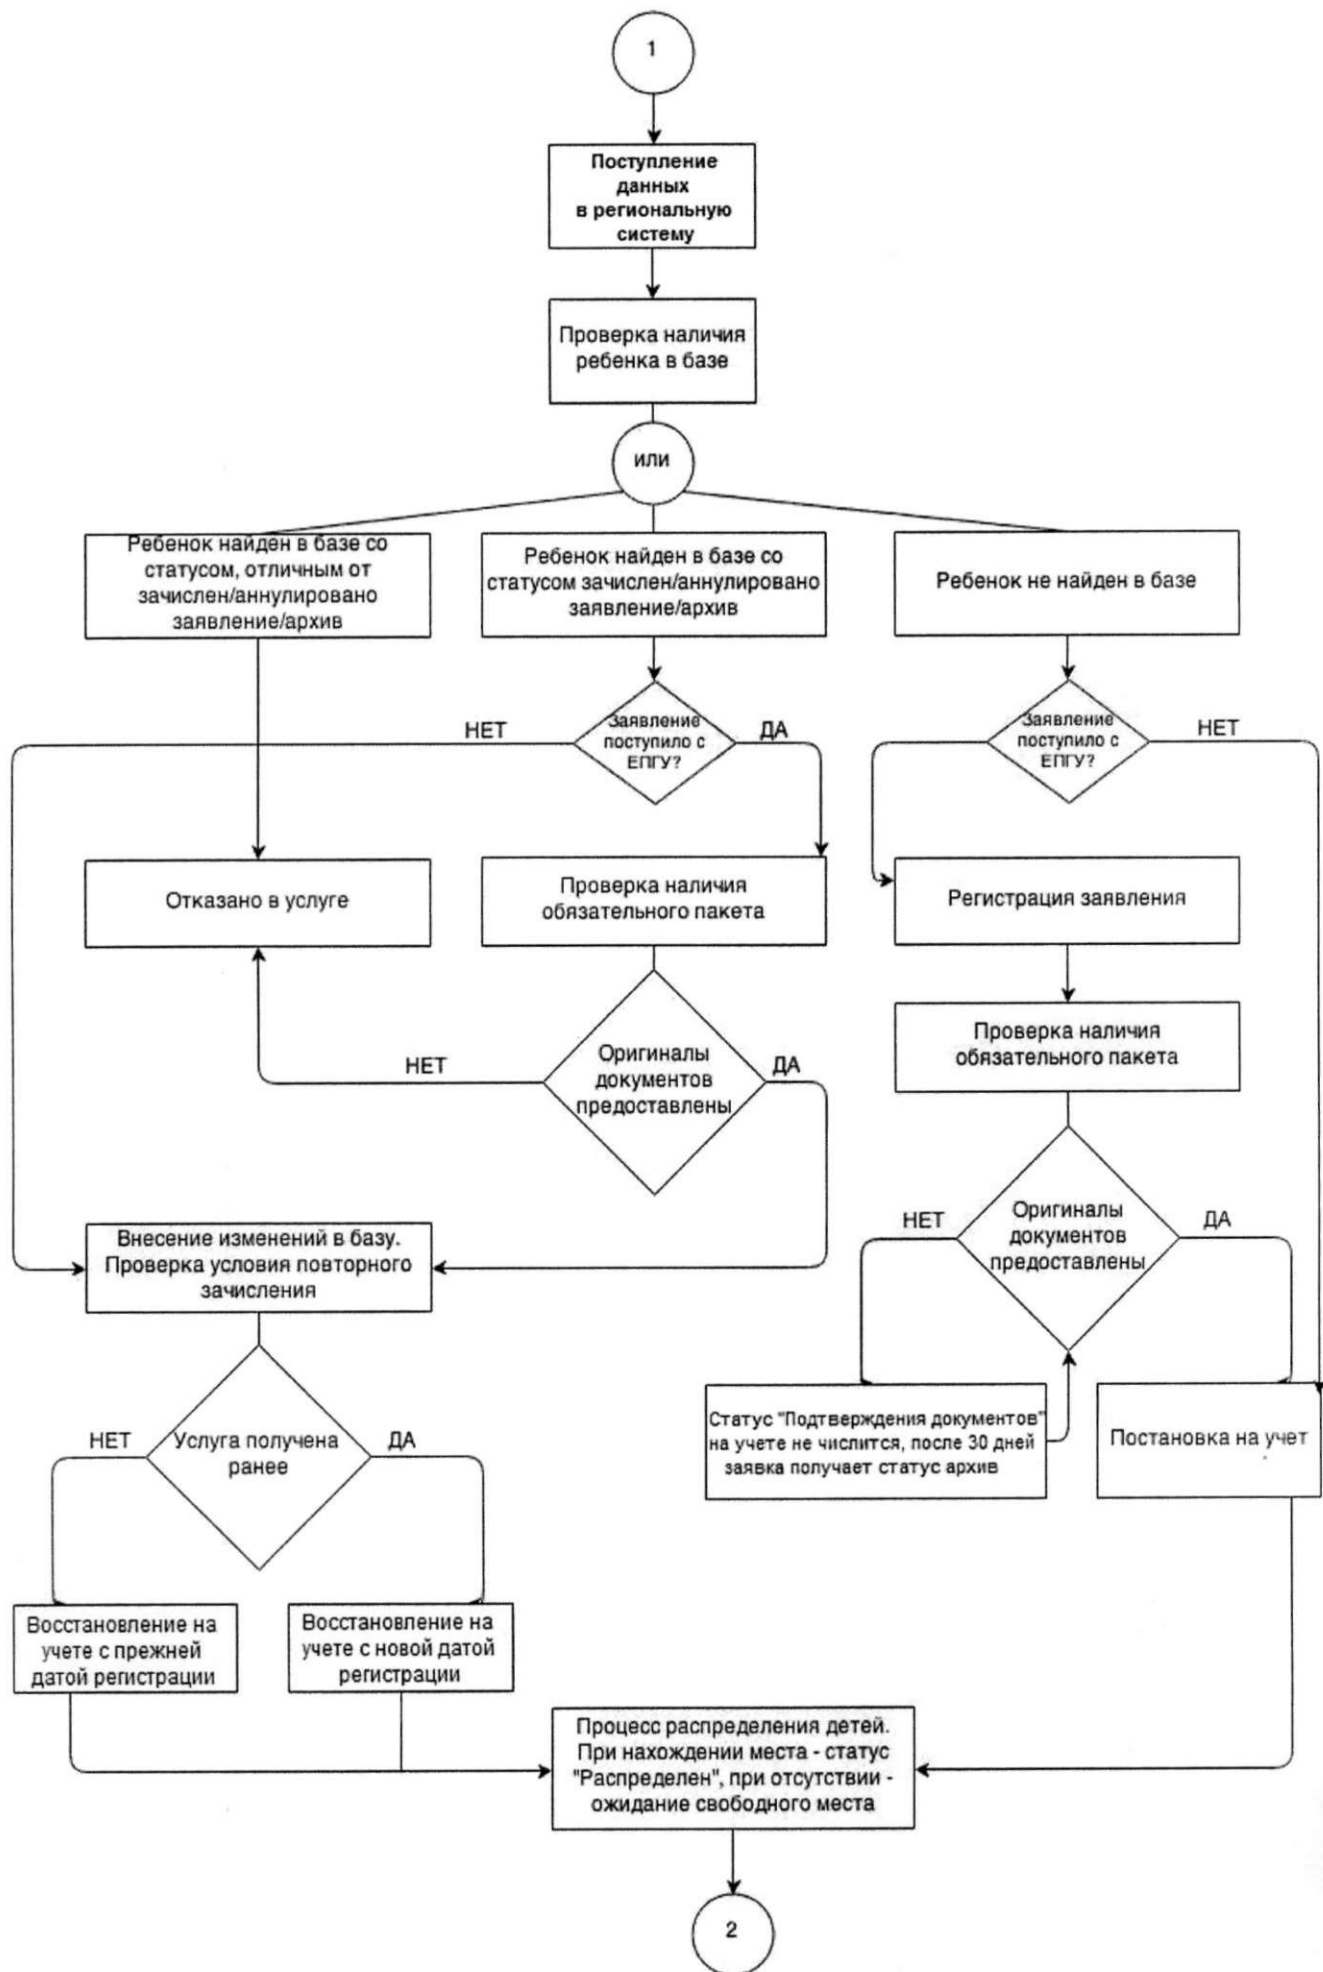 1
Поступление
данных
в региональную
систему
Проверка наличия
ребенка в базе
или
Ребенок найден в базе со
статусом, отличным от
зачислен/аннулировано
заявление/архив
Ребенок найден в базе со
статусом зачислен/аннулировано
заявление/архив
Ребенок не найден в базе
НЕТ
Заявление
поступило с
ЕПГУ?
ДА
Заявление
поступило с
ЕПГУ?
НЕТ
Отказано в услуге
Проверка наличия
обязательного пакета
Регистрация заявления
Проверка наличия
обязательного пакета
НЕТ
Оригиналы
документов
предоставлены
ДА
НЕТ
Оригиналы
документов
предоставлены
ДА
Внесение изменений в базу.
Проверка условия повторного
зачисления
НЕТ
Услуга получена
ранее
ДА
Статус "Подтверждения документов"
на учете не числится, после 30 дней
заявка получает статус архив
Постановка на учет
Восстановление на
учете с прежней
датой регистрации
Восстановление на
учете с новой датой
регистрации
Процесс распределения детей.
При нахождении места - статус
"Распределен", при отсутствии -
ожидание свободного места
2